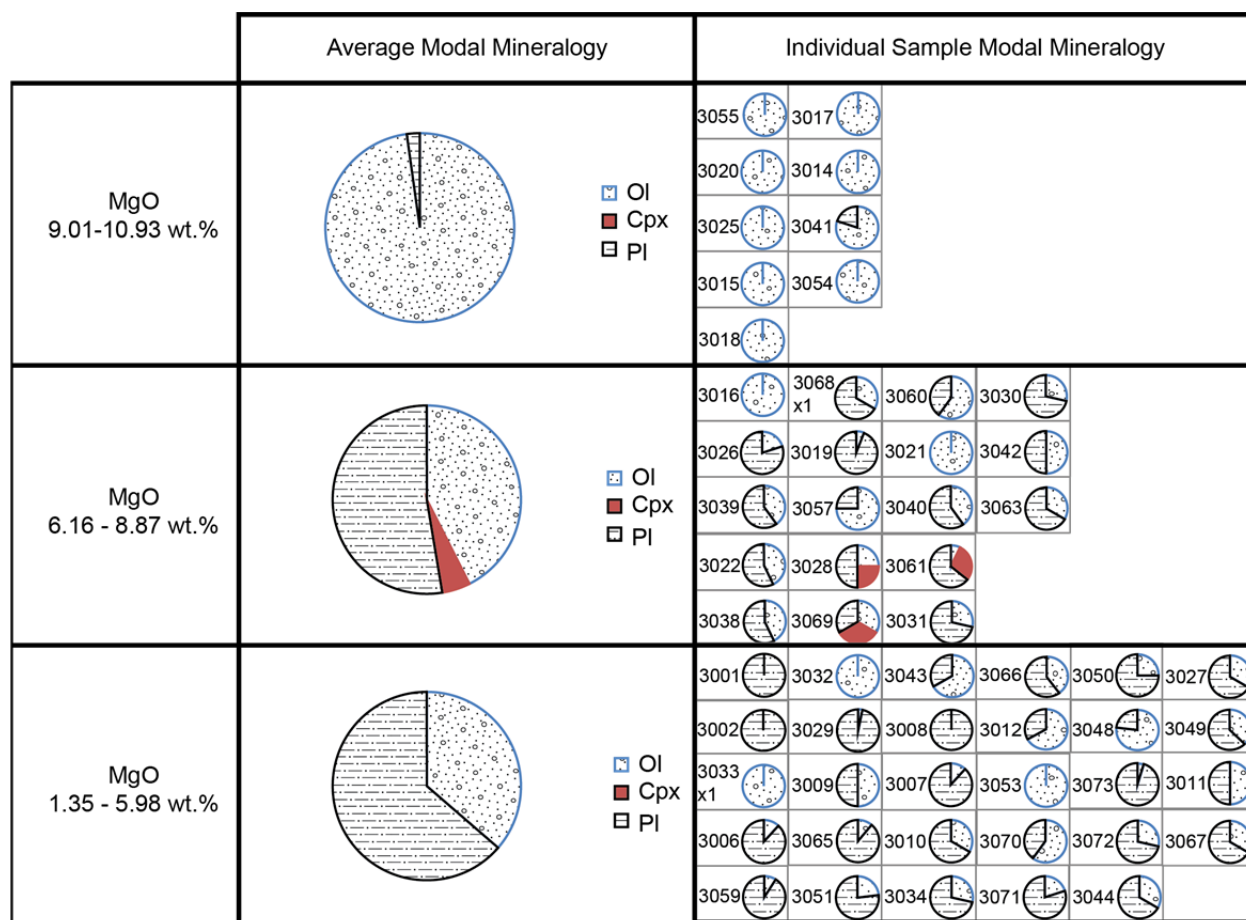 Average Modal Mineralogy
Individual Sample Modal Mineralogy
MgO
9.01-10.93 wt.%
Ol
Cpx
Pl
3055 3017
3020 3014
3025 3041
3015 3054
3018
MgO
6.16 - 8.87 wt.%
Ol
Cpx
Pl
3016 3068 x1 3060 3030
3026 3019 3021 3042
3039 3057 3040 3063
3022 3028 3061
3038 3069 3031
MgO
1.35 - 5.98 wt.%
Ol
Cpx
Pl
3001 3032 3043 3066 3050 3027
3002 3029 3008 3012 3048 3049
3033 x1 3009 3007 3053 3073 3011
3006 3065 3010 3070 3072 3067
3059 3051 3034 3071 3044